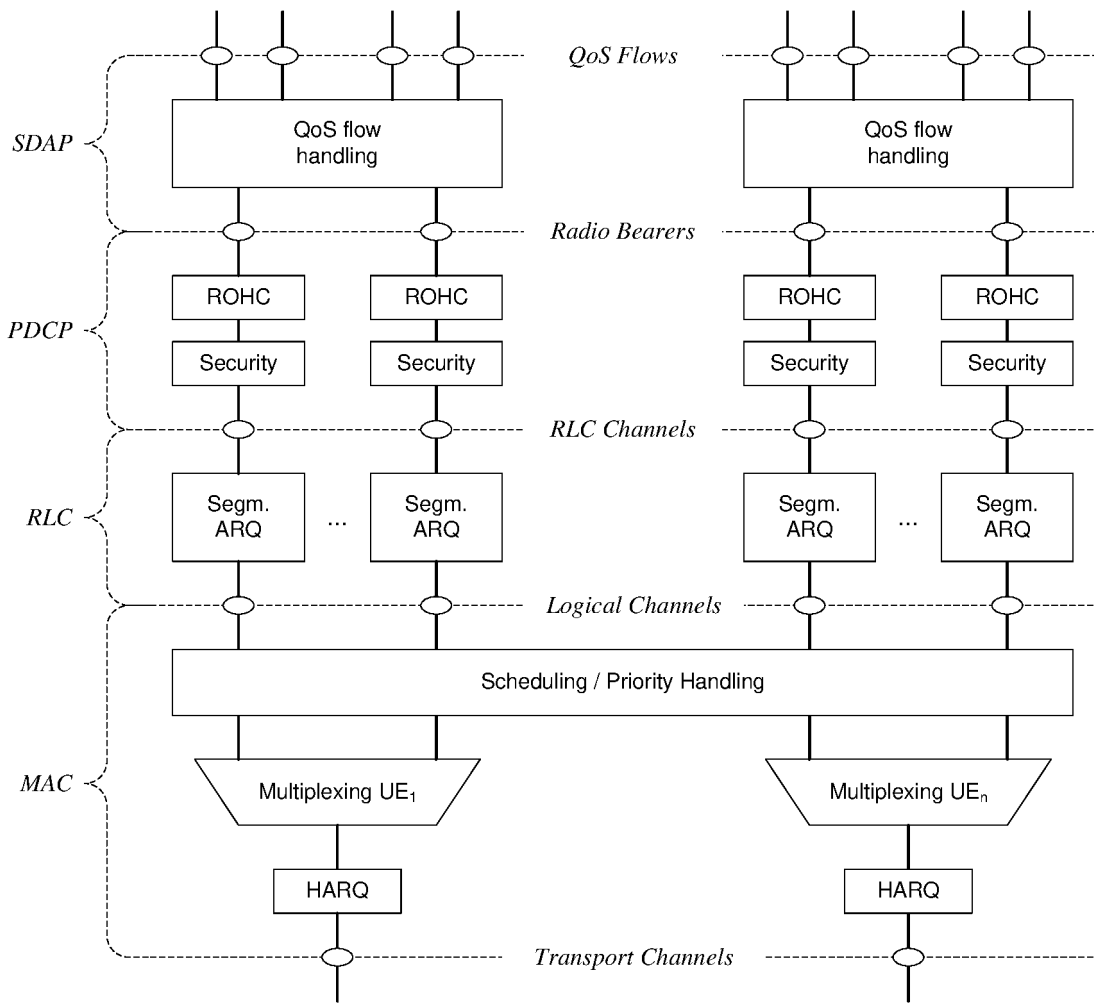 QoS Flows
QoS flow
handling
QoS flow
handling
SDAP
Radio Bearers
ROHC
ROHC
ROHC
ROHC
PDCP
Security
Security
Security
Security
RLC Channels
Segm.
ARQ
...
Segm.
ARQ
Segm.
ARQ
...
Segm.
ARQ
RLC
Logical Channels
Scheduling / Priority Handling
MAC
Multiplexing UE₁
Multiplexing UEₙ
HARQ
HARQ
Transport Channels